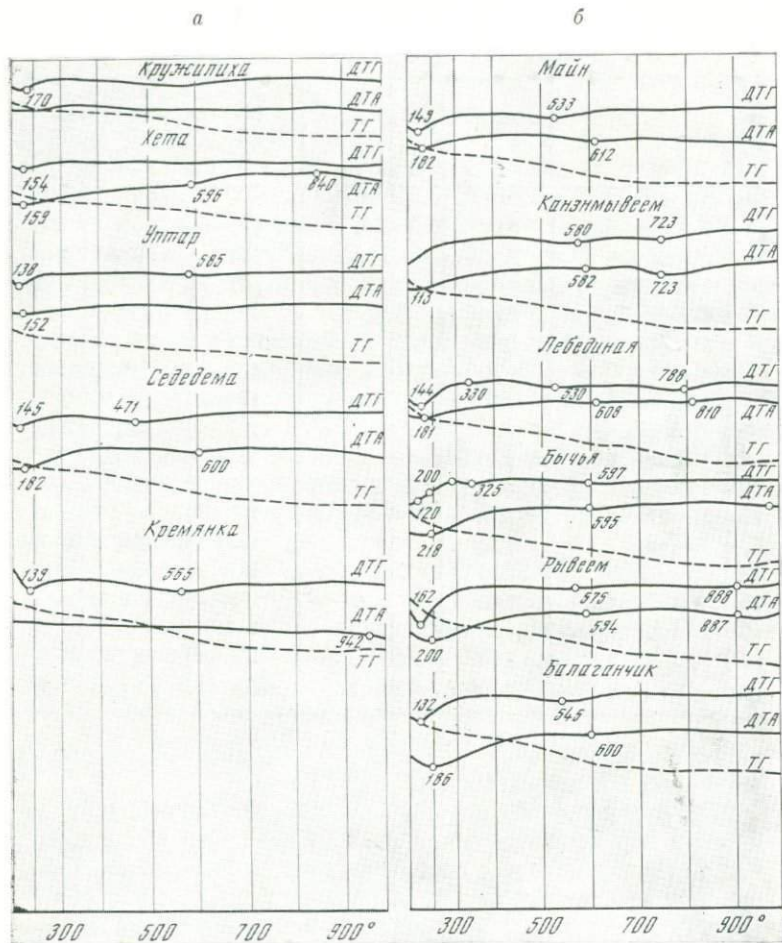 а
Кружилиха
ДТГ
170
ДТА
ТГ
Хета
ДТГ
154
596
840
ДТА
159
ТГ
Уптар
138
585
ДТГ
ДТА
152
ТГ
Седедема
145
471
ДТГ
ДТА
600
182
ТГ
Кремянка
139
565
ДТГ
ДТА
942
ТГ
300 500 700 900°
б
Майн
149
533
ДТГ
ДТА
182
612
ТГ
Канэнмывеем
580
723
ДТГ
ДТА
113
582
723
ТГ
Лебединая
144
330
530
788
ДТГ
608
810
ДТА
181
ТГ
Бычья
200
325
597
ДТГ
120
ДТА
595
218
ТГ
Рывеем
162
575
888
ДТГ
594
887
ДТА
200
ТГ
Балаганчик
132
545
ДТГ
ДТА
600
186
ТГ
300 500 700 900°